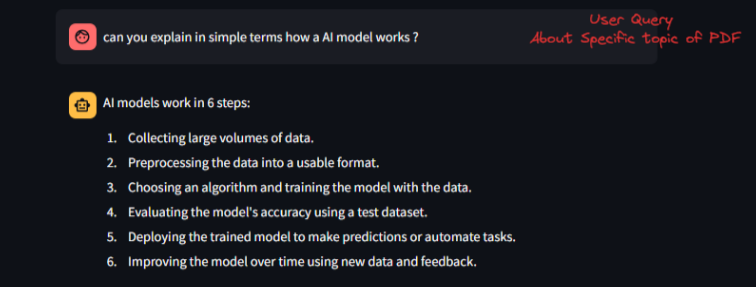 User Query
About Specific topic of PDF
can you explain in simple terms how a AI model works ?
AI models work in 6 steps:
1. Collecting large volumes of data.
2. Preprocessing the data into a usable format.
3. Choosing an algorithm and training the model with the data.
4. Evaluating the model's accuracy using a test dataset.
5. Deploying the trained model to make predictions or automate tasks.
6. Improving the model over time using new data and feedback.